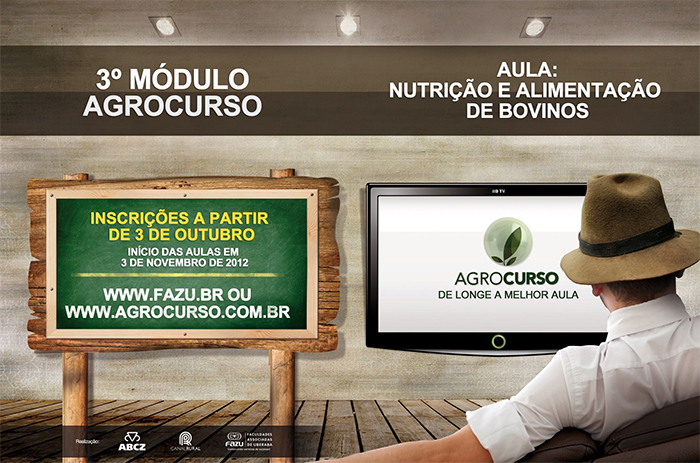 3º MÓDULO
AGROCURSO
AULA:
NUTRIÇÃO E ALIMENTAÇÃO
DE BOVINOS
INSCRIÇÕES A PARTIR
DE 3 DE OUTUBRO
INÍCIO DAS AULAS EM
3 DE NOVEMBRO DE 2012
WWW.FAZU.BR OU
WWW.AGROCURSO.COM.BR
AGROCURSO
DE LONGE A MELHOR AULA
Realização:
ABCZ
CANAL RURAL
FAZU
FACULDADES
ASSOCIADAS
DE UBERABA